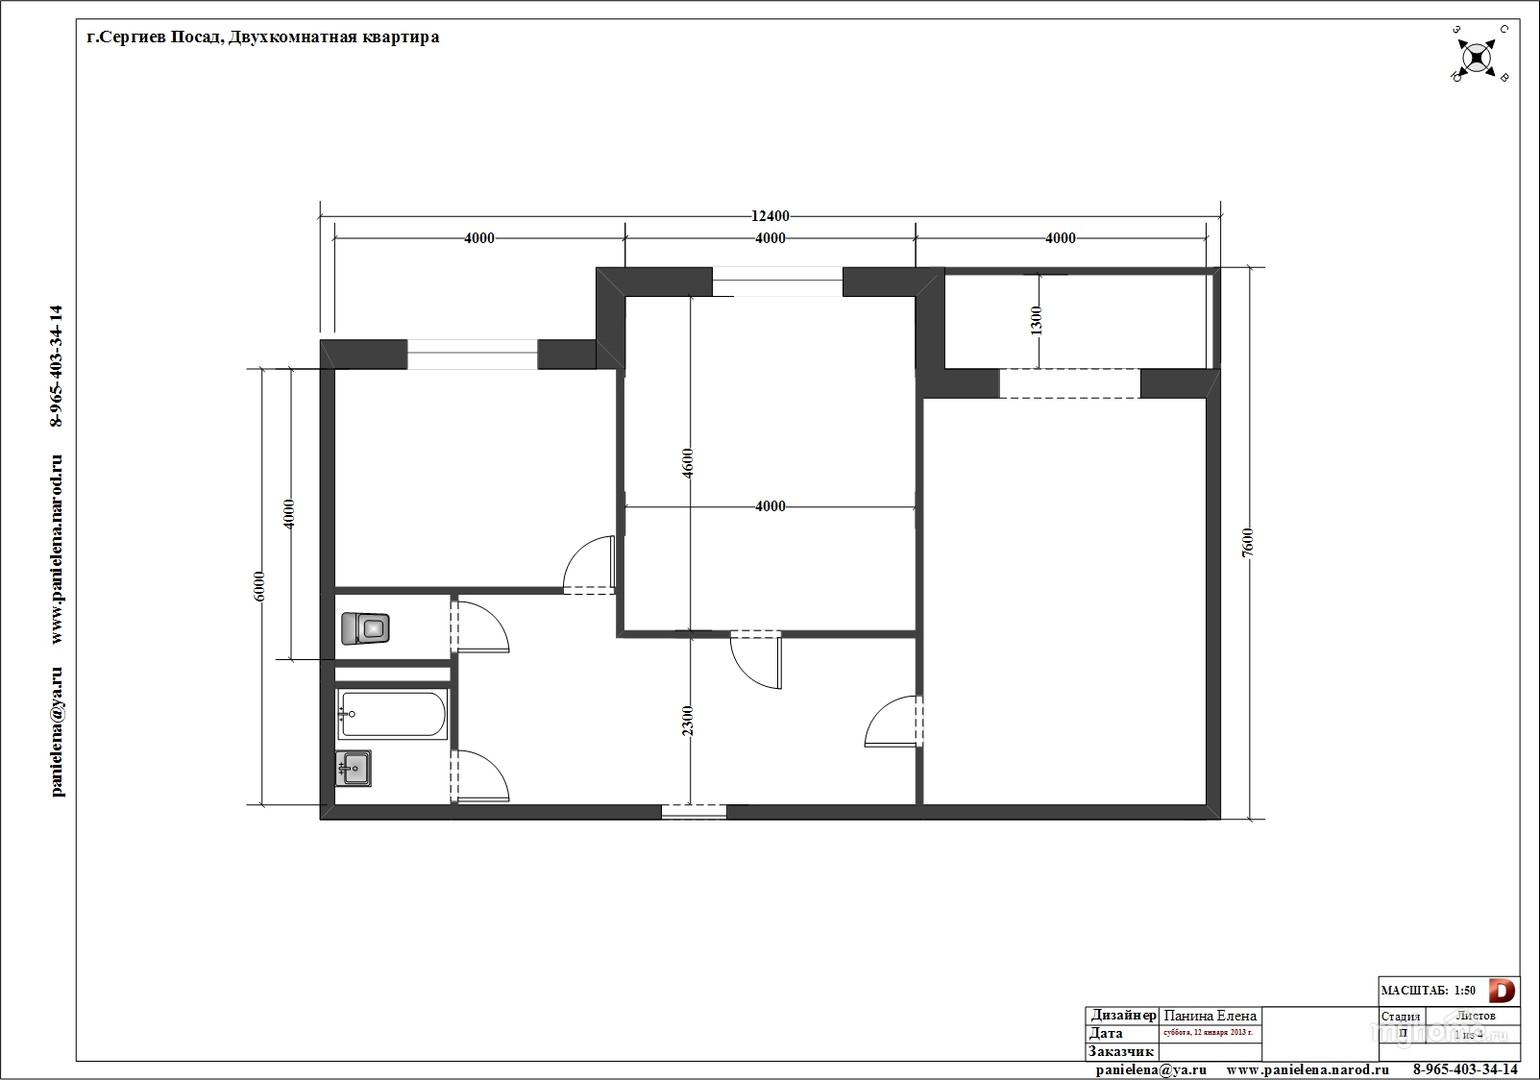 г.Сергиев Посад, Двухкомнатная квартира
З
С
Ю
В
12400
4000
4000
4000
1300
4600
4000
4000
6000
7600
2300
panielena@ya.ru www.panielena.narod.ru 8-965-403-34-14
МАСШТАБ: 1:50
D
Дизайнер Панина Елена
Стадия Листов
Дата суббота, 12 января 2013 г.
П 1 из 4
myhome.ru
Заказчик
panielena@ya.ru www.panielena.narod.ru 8-965-403-34-14